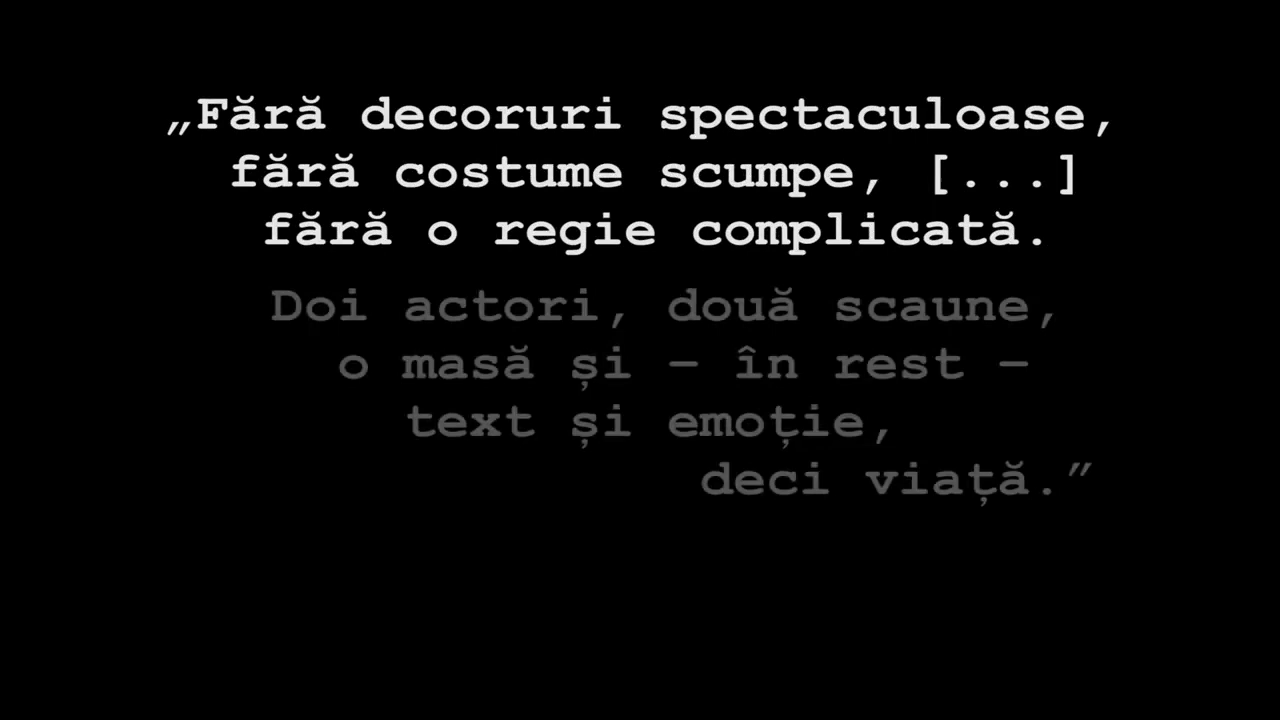 „Fără decoruri spectaculoase,
fără costume scumpe, [...]
fără o regie complicată.
Doi actori, două scaune,
o masă și – în rest –
text și emoție,
deci viață.”